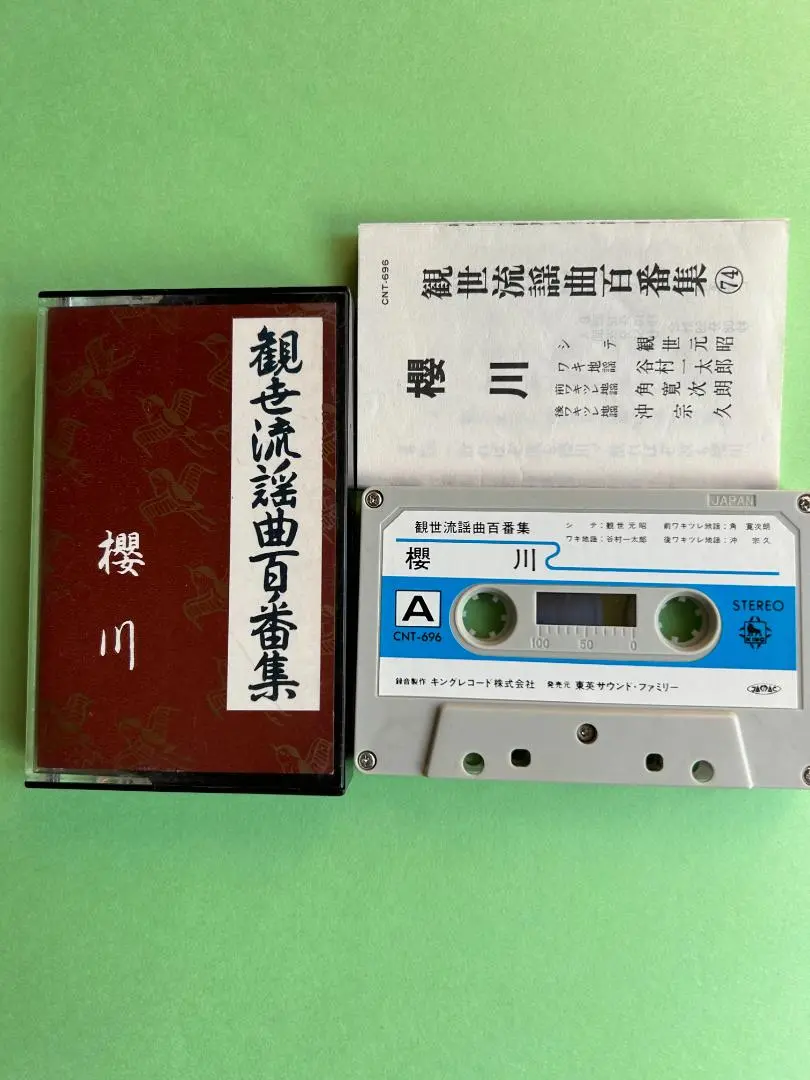 観世流謡曲百番集
櫻川
CNT-696
観世流謡曲百番集 74
櫻川
シテ 観世元昭
ワキ地謡 谷村一太郎
前ワキツレ地謡 角寛次朗
後ワキツレ地謡 沖宗久
JAPAN
観世流謡曲百番集
シテ:観世元昭 前ワキツレ地謡:角寛次朗
ワキ地謡:谷村一太郎 後ワキツレ地謡:沖宗久
櫻川
A
CNT-696
STEREO
KING
100 50 0
録音製作 キングレコード株式会社 発売元 東英サウンド・ファミリー